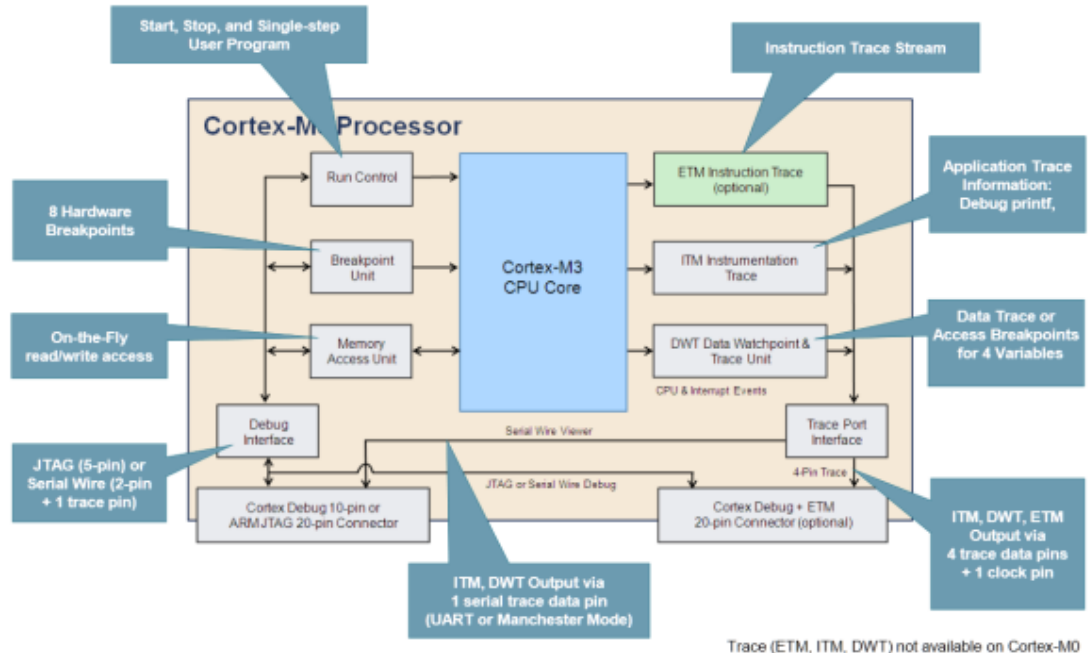 Start, Stop, and Single-step
User Program
Instruction Trace Stream
Cortex-M
Processor
Run Control
ETM Instruction Trace
(optional)
Application Trace
Information:
Debug printf,
8 Hardware
Breakpoints
Breakpoint
Unit
Cortex-M3
CPU Core
ITM Instrumentation
Trace
On-the-Fly
read/write access
Memory
Access Unit
DWT Data Watchpoint &
Trace Unit
Data Trace or
Access Breakpoints
for 4 Variables
CPU & Interrupt Events
Debug
Interface
Serial Wire Viewer
Trace Port
Interface
JTAG (5-pin) or
Serial Wire (2-pin
+ 1 trace pin)
4-Pin Trace
JTAG or Serial Wire Debug
Cortex Debug 10-pin or
ARM JTAG 20-pin Connector
Cortex Debug + ETM
20-pin Connector (optional)
ITM, DWT, ETM
Output via
4 trace data pins
+ 1 clock pin
ITM, DWT Output via
1 serial trace data pin
(UART or Manchester Mode)
Trace (ETM, ITM, DWT) not available on Cortex-M0